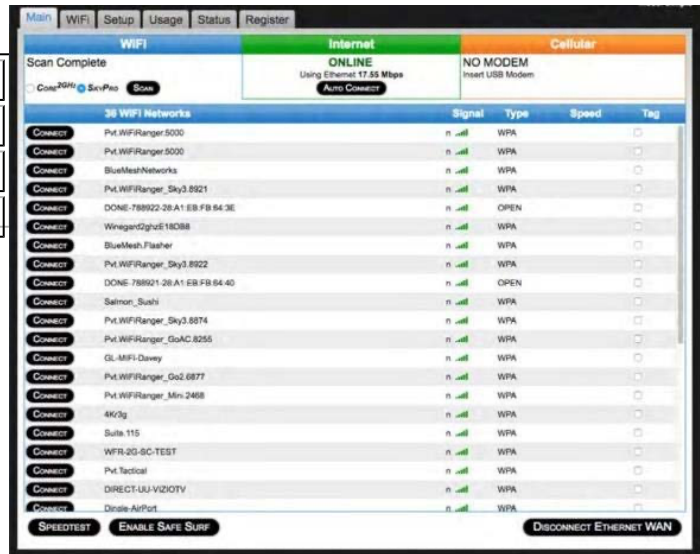 Main WiFi Setup Usage Status Register
WiFi Internet Cellular
Scan Complete ONLINE NO MODEM
Using Ethernet 17.55 Mbps Insert USB Modem
Core 2GHz SkyPro Scan Auto Connect
36 WiFi Networks Signal Type Speed Tag
Connect Pvt.WiFiRanger.5000 n WPA
Connect Pvt.WiFiRanger.5000 n WPA
Connect BlueMeshNetworks n WPA
Connect Pvt.WiFiRanger_Sky3.8921 n WPA
Connect DONE-788922-28:A1:EB:FB:64:3E n OPEN
Connect Winegard2ghzE18DB8 n WPA
Connect BlueMesh.Flasher n WPA
Connect Pvt.WiFiRanger_Sky3.8922 n WPA
Connect DONE-788921-28:A1:EB:FB:64:40 n OPEN
Connect Salmon_Sushi n WPA
Connect Pvt.WiFiRanger_Sky3.8874 n WPA
Connect Pvt.WiFiRanger_GoAC.8255 n WPA
Connect GL-MIFI-Davey n WPA
Connect Pvt.WiFiRanger_Go2.6877 n WPA
Connect Pvt.WiFiRanger_Mini.2468 n WPA
Connect 4Kr3g n WPA
Connect Suite.115 n WPA
Connect WFR-2G-SC-TEST n WPA
Connect Pvt.Tactical n WPA
Connect DIRECT-UU-VIZIOTV n WPA
Connect Dingle-AirPort n WPA
Speedtest Enable Safe Surf Disconnect Ethernet WAN